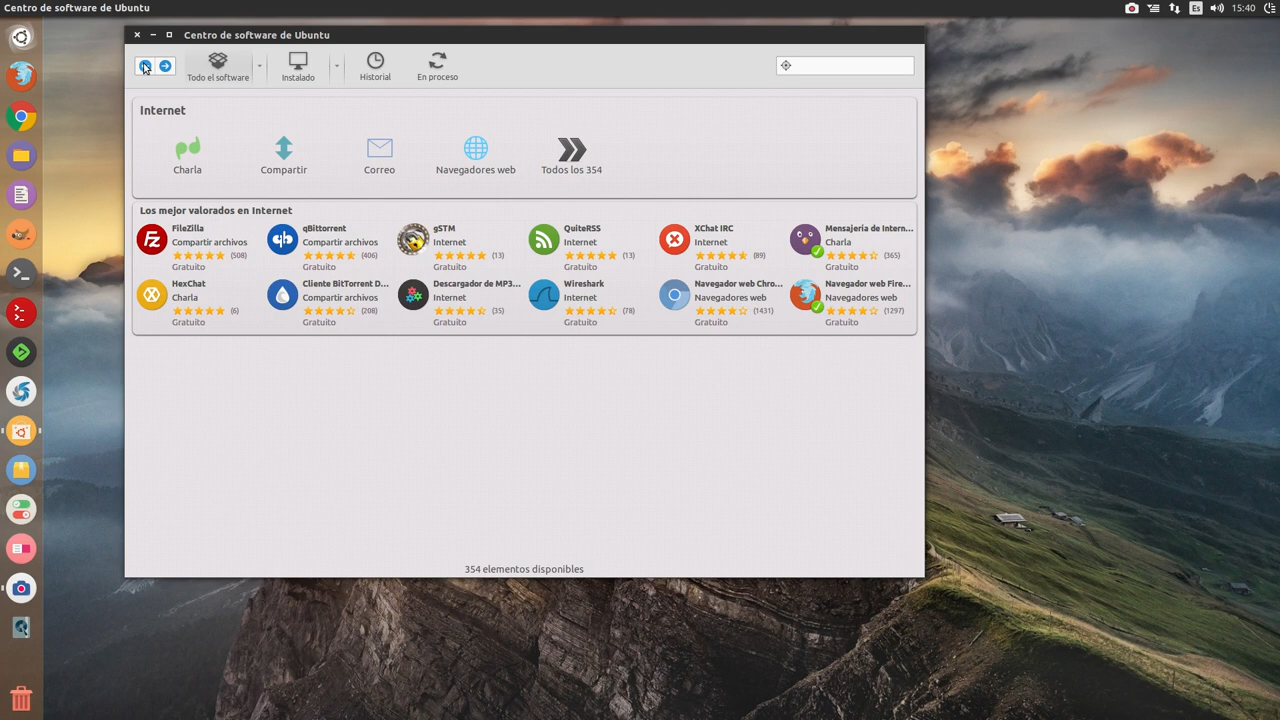 Centro de software de Ubuntu
Es
15:40
Centro de software de Ubuntu
Todo el software
Instalado
Historial
En proceso
Internet
Charla
Compartir
Correo
Navegadores web
Todos los 354
Los mejor valorados en Internet
FileZilla
Compartir archivos
(508)
Gratuito
qBittorrent
Compartir archivos
(406)
Gratuito
gSTM
Internet
(13)
Gratuito
QuiteRSS
Internet
(13)
Gratuito
XChat IRC
Internet
(89)
Gratuito
Mensajería de Intern...
Charla
(365)
Gratuito
HexChat
Charla
(6)
Gratuito
Cliente BitTorrent D...
Compartir archivos
(208)
Gratuito
Descargador de MP3...
Internet
(35)
Gratuito
Wireshark
Internet
(78)
Gratuito
Navegador web Chro...
Navegadores web
(1431)
Gratuito
Navegador web Fire...
Navegadores web
(1297)
Gratuito
354 elementos disponibles